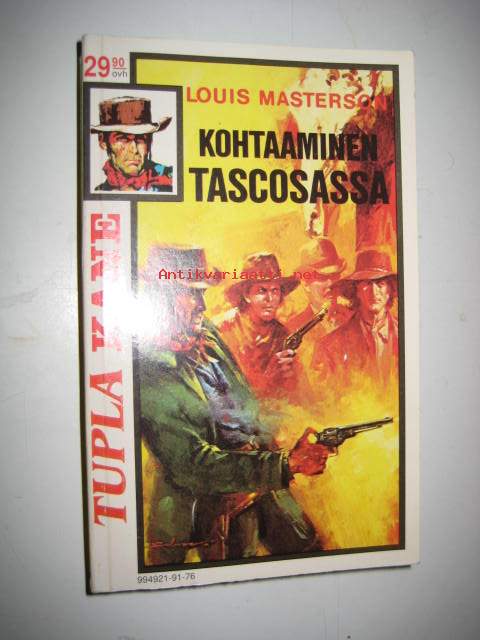 29 90
ovh
LOUIS MASTERSON
KOHTAAMINEN
TASCOSASSA
TUPLA KANE
Antikvariaatti.net
994921-91-76